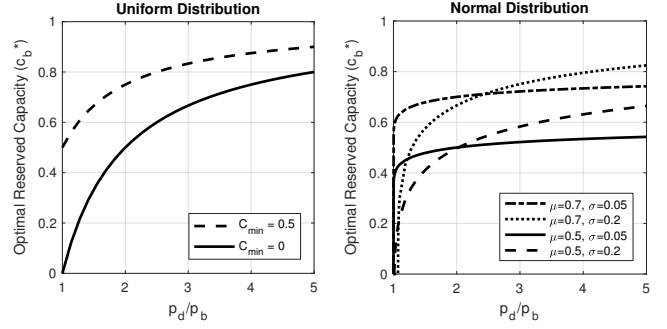 Uniform Distribution
Optimal Reserved Capacity (c_b*)
1
0.8
0.6
0.4
0.2
0
1 2 3 4 5
p_d/p_b
C_min = 0.5
C_min = 0
Normal Distribution
Optimal Reserved Capacity (c_b*)
1
0.8
0.6
0.4
0.2
0
1 2 3 4 5
p_d/p_b
μ=0.7, σ=0.05
μ=0.7, σ=0.2
μ=0.5, σ=0.05
μ=0.5, σ=0.2